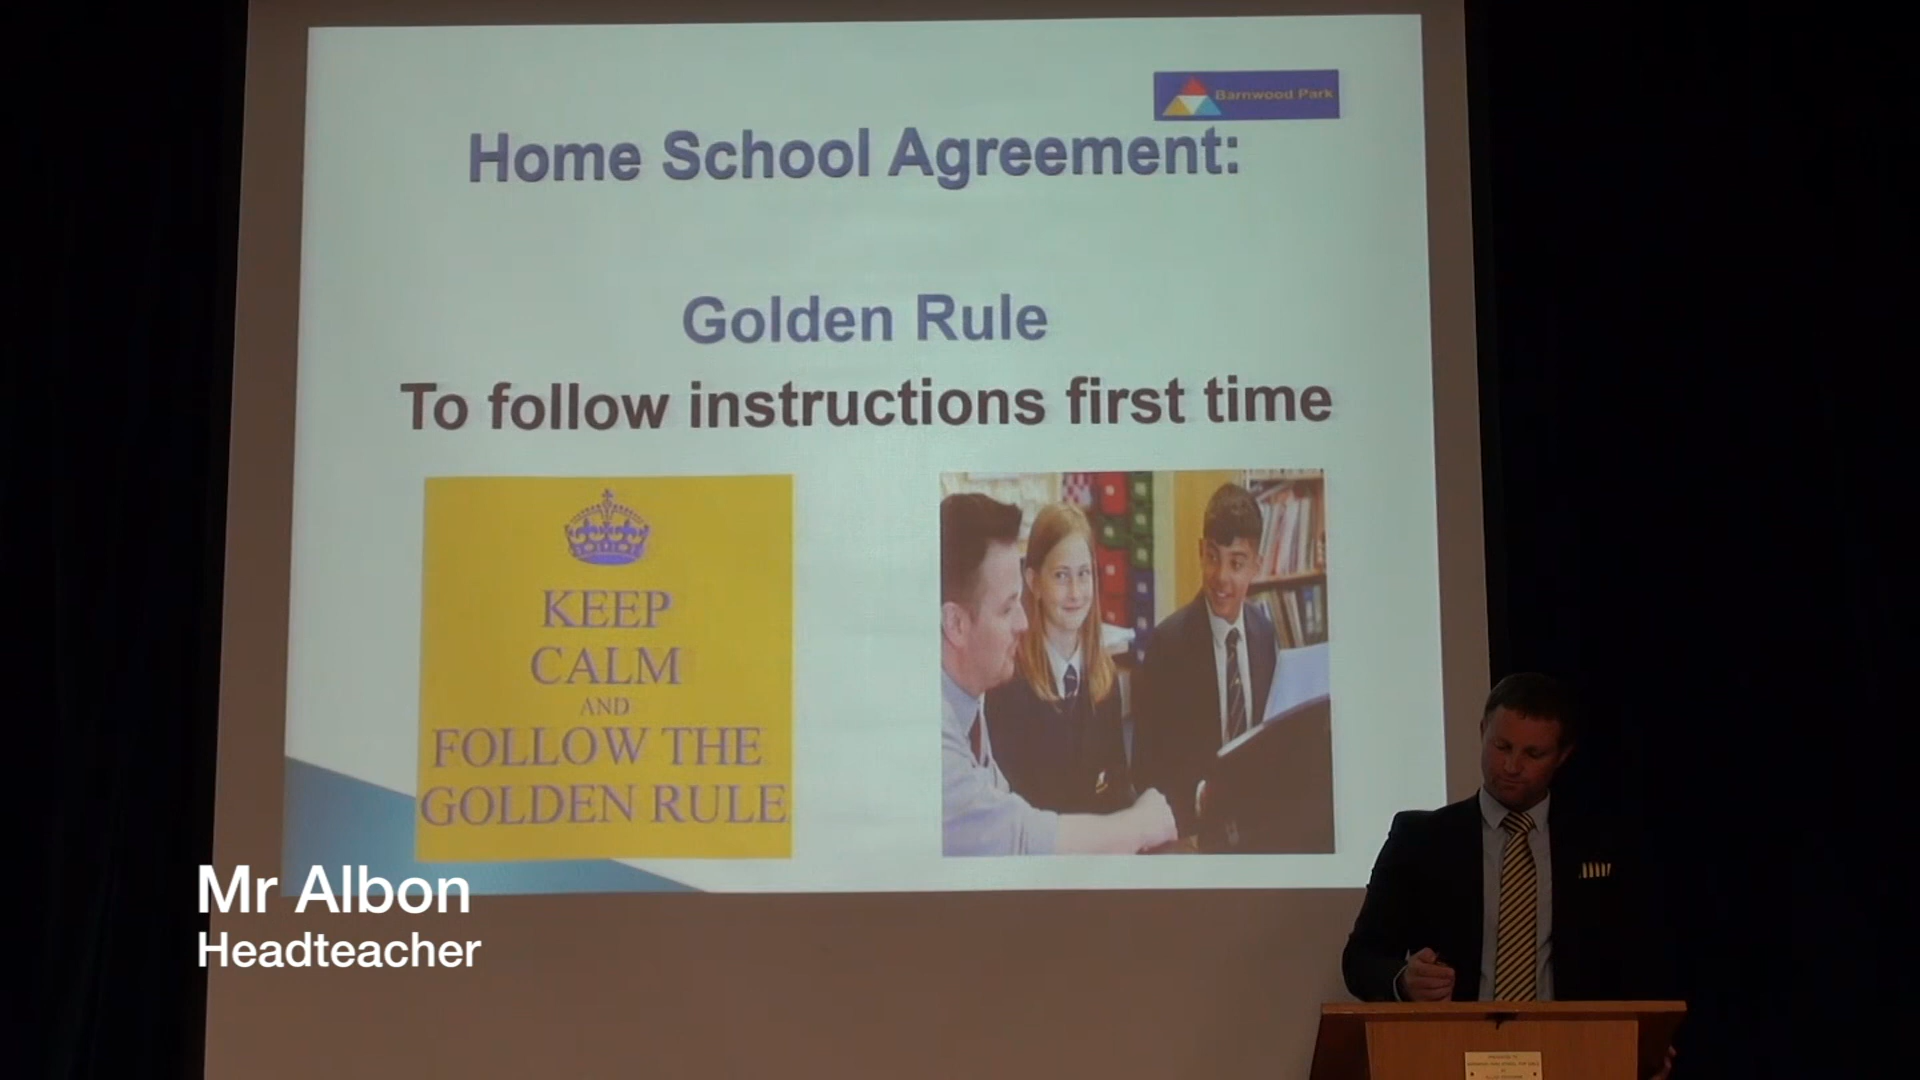 Barnwood Park
Home School Agreement:
Golden Rule
To follow instructions first time
KEEP
CALM
AND
FOLLOW THE
GOLDEN RULE
Mr Albon
Headteacher